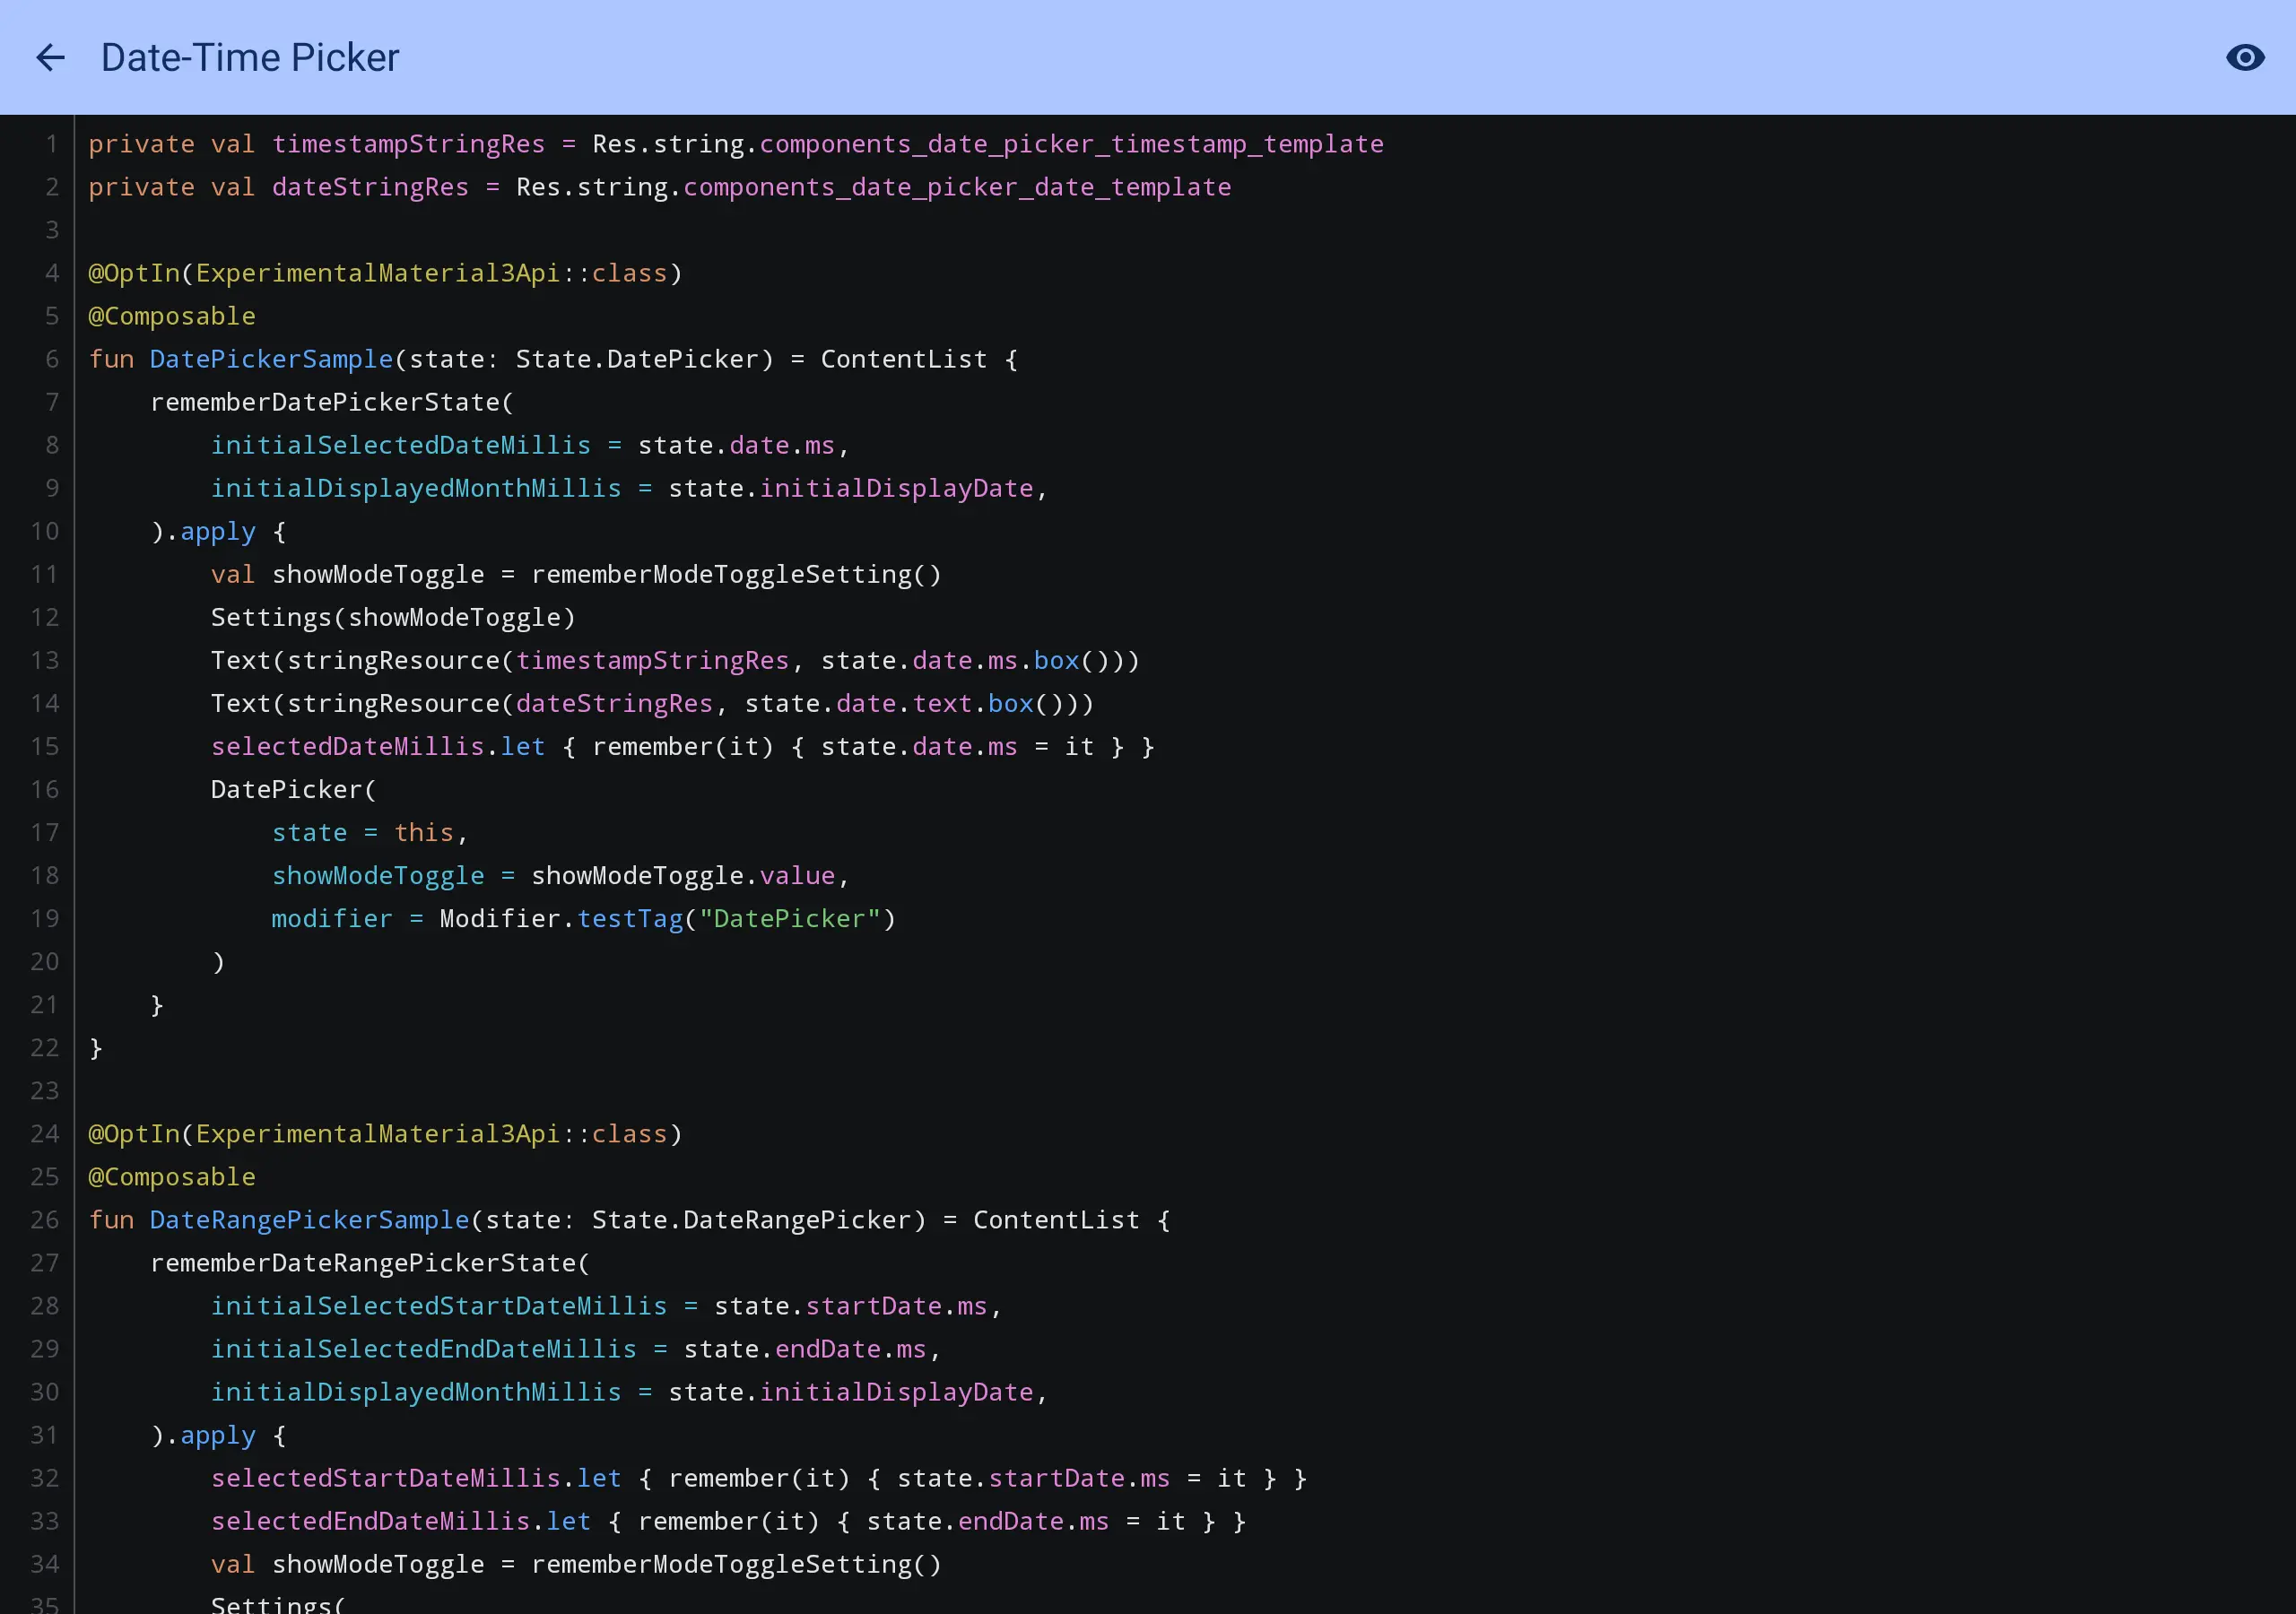 Date-Time Picker
1 private val timestampStringRes = Res.string.components_date_picker_timestamp_template
2 private val dateStringRes = Res.string.components_date_picker_date_template
3
4 @OptIn(ExperimentalMaterial3Api::class)
5 @Composable
6 fun DatePickerSample(state: State.DatePicker) = ContentList {
7     rememberDatePickerState(
8         initialSelectedDateMillis = state.date.ms,
9         initialDisplayedMonthMillis = state.initialDisplayDate,
10     ).apply {
11         val showModeToggle = rememberModeToggleSetting()
12         Settings(showModeToggle)
13         Text(stringResource(timestampStringRes, state.date.ms.box()))
14         Text(stringResource(dateStringRes, state.date.text.box()))
15         selectedDateMillis.let { remember(it) { state.date.ms = it } }
16         DatePicker(
17             state = this,
18             showModeToggle = showModeToggle.value,
19             modifier = Modifier.testTag("DatePicker")
20         )
21     }
22 }
23
24 @OptIn(ExperimentalMaterial3Api::class)
25 @Composable
26 fun DateRangePickerSample(state: State.DateRangePicker) = ContentList {
27     rememberDateRangePickerState(
28         initialSelectedStartDateMillis = state.startDate.ms,
29         initialSelectedEndDateMillis = state.endDate.ms,
30         initialDisplayedMonthMillis = state.initialDisplayDate,
31     ).apply {
32         selectedStartDateMillis.let { remember(it) { state.startDate.ms = it } }
33         selectedEndDateMillis.let { remember(it) { state.endDate.ms = it } }
34         val showModeToggle = rememberModeToggleSetting()
35         Settings(